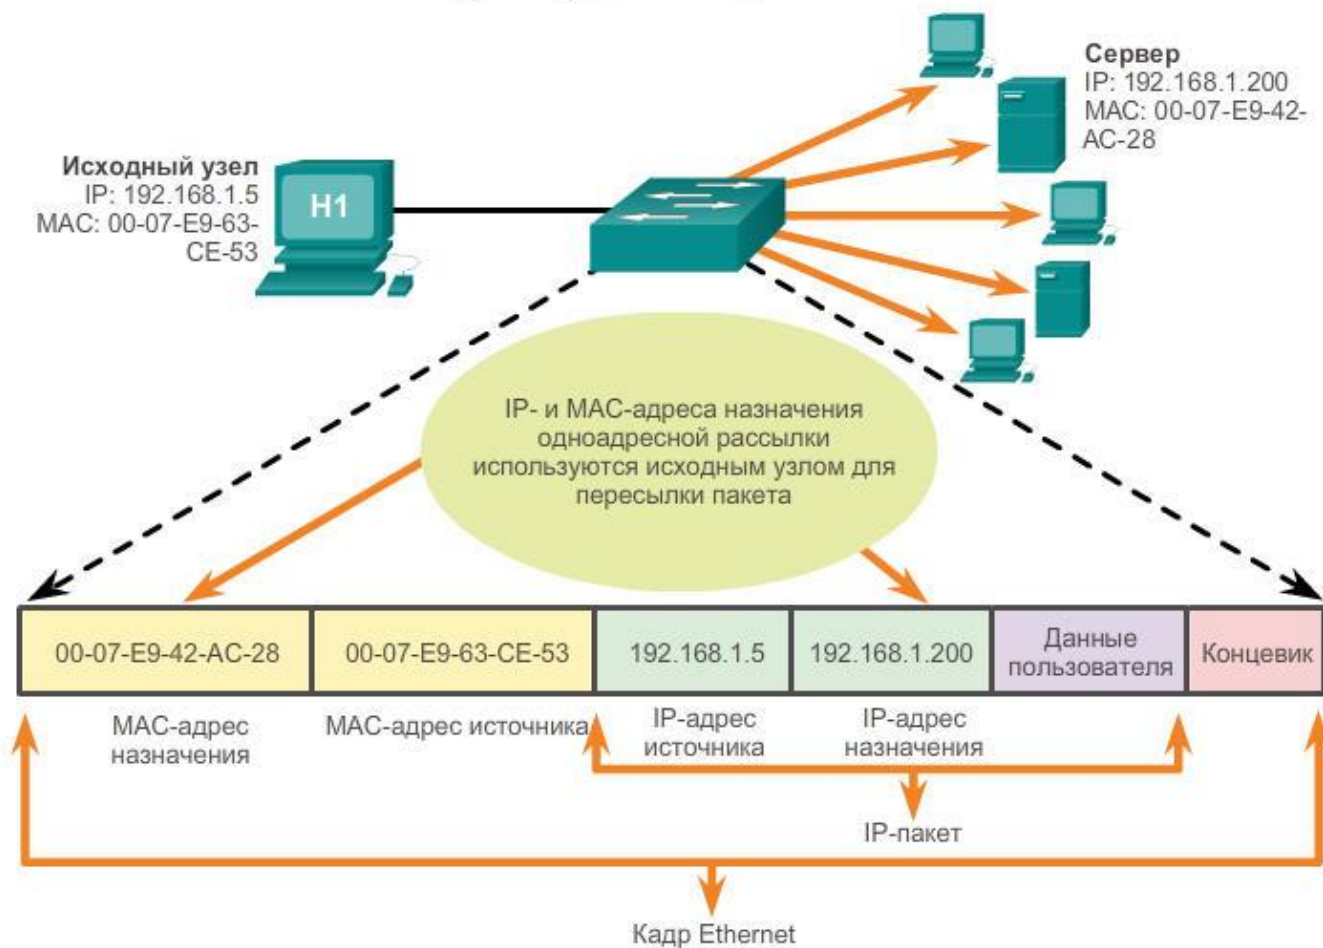 Сервер
IP: 192.168.1.200
MAC: 00-07-E9-42-
AC-28
Исходный узел
IP: 192.168.1.5
MAC: 00-07-E9-63-
CE-53
H1
IP- и MAC-адреса назначения
одноадресной рассылки
используются исходным узлом для
пересылки пакета
00-07-E9-42-AC-28
00-07-E9-63-CE-53
192.168.1.5
192.168.1.200
Данные
пользователя
Концевик
MAC-адрес
назначения
MAC-адрес источника
IP-адрес
источника
IP-адрес
назначения
IP-пакет
Кадр Ethernet